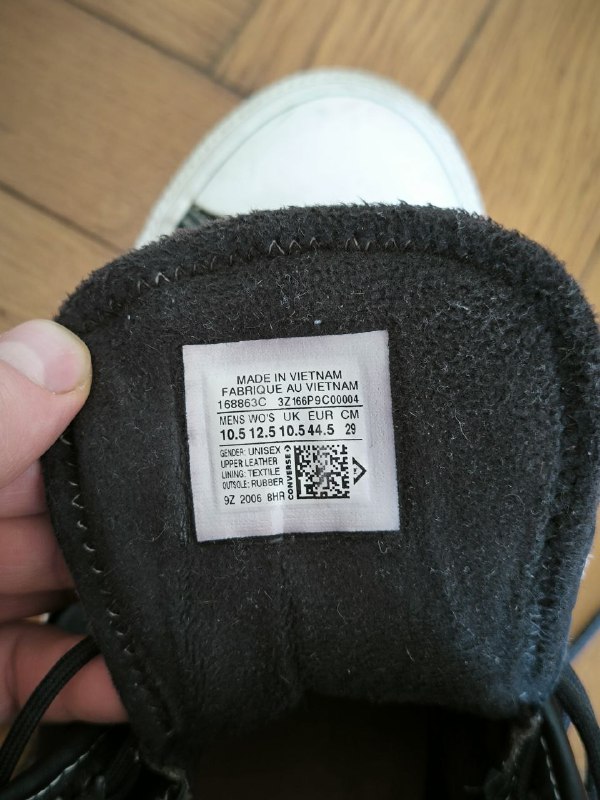 MADE IN VIETNAM
FABRIQUE AU VIETNAM
168863C 3Z166P9C00004
MENS WO'S UK EUR CM
10.5 12.5 10.5 44.5 29
GENDER: UNISEX
UPPER:LEATHER
LINING: TEXTILE
OUTSOLE: RUBBER
9Z 2006 8HR
CONVERSE